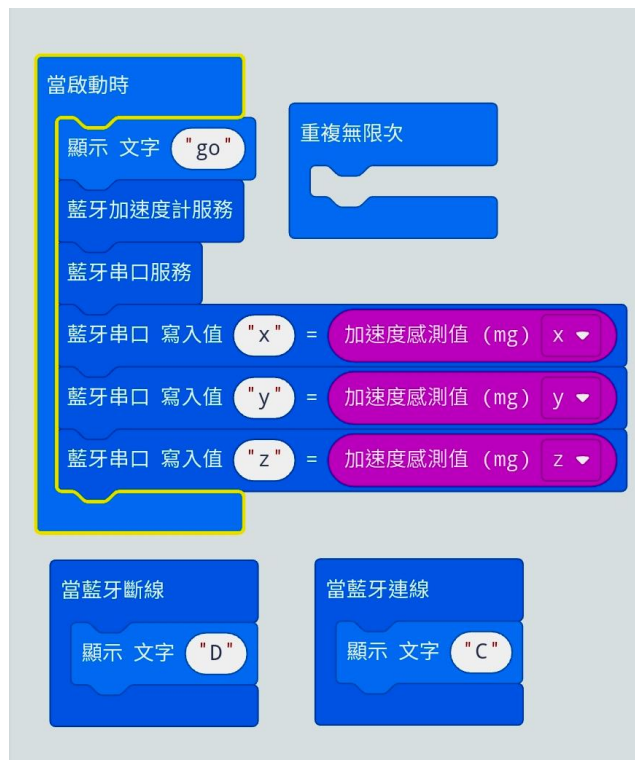 當啟動時
顯示 文字 "go"
藍牙加速度計服務
藍牙串口服務
藍牙串口 寫入值 "x" = 加速度感測值 (mg) x
藍牙串口 寫入值 "y" = 加速度感測值 (mg) y
藍牙串口 寫入值 "z" = 加速度感測值 (mg) z
重複無限次
當藍牙斷線
顯示 文字 "D"
當藍牙連線
顯示 文字 "C"